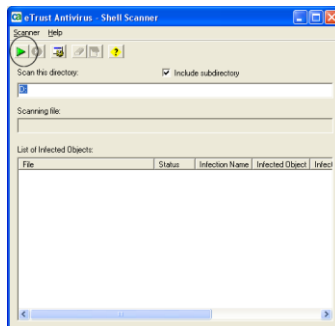 eTrust Antivirus - Shell Scanner
Scanner Help
Scan this directory: Include subdirectory
D:
Scanning file:
List of Infected Objects:
File Status Infection Name Infected Object Infect